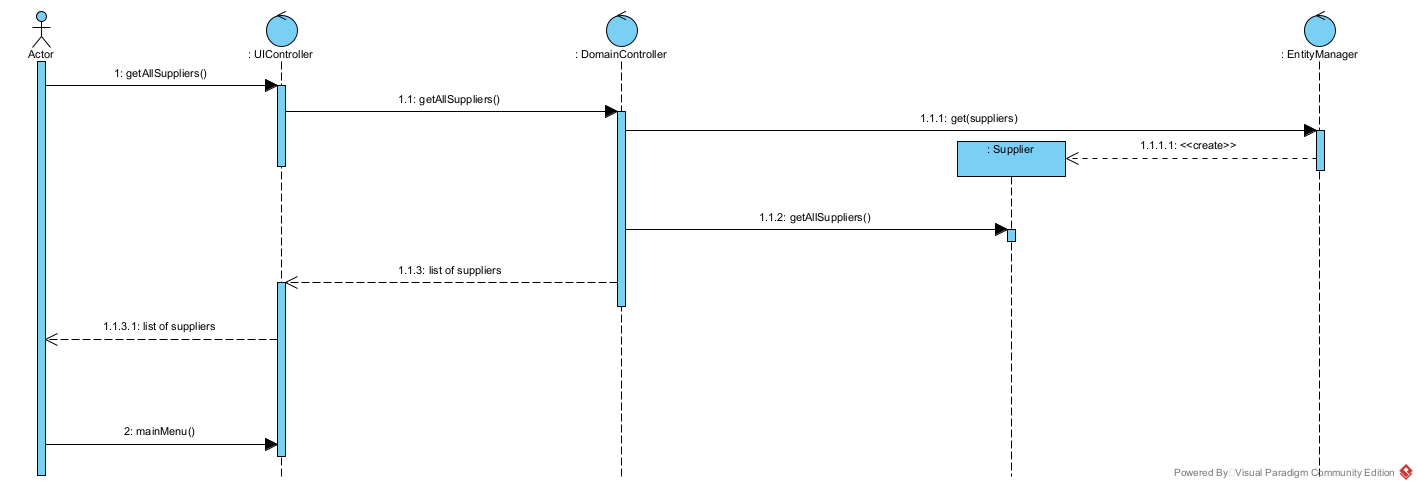 Actor
: UIController
: DomainController
: EntityManager
1: getAllSuppliers()
1.1: getAllSuppliers()
1.1.1: get(suppliers)
: Supplier
1.1.1.1: <<create>>
1.1.2: getAllSuppliers()
1.1.3: list of suppliers
1.1.3.1: list of suppliers
2: mainMenu()
Powered By Visual Paradigm Community Edition